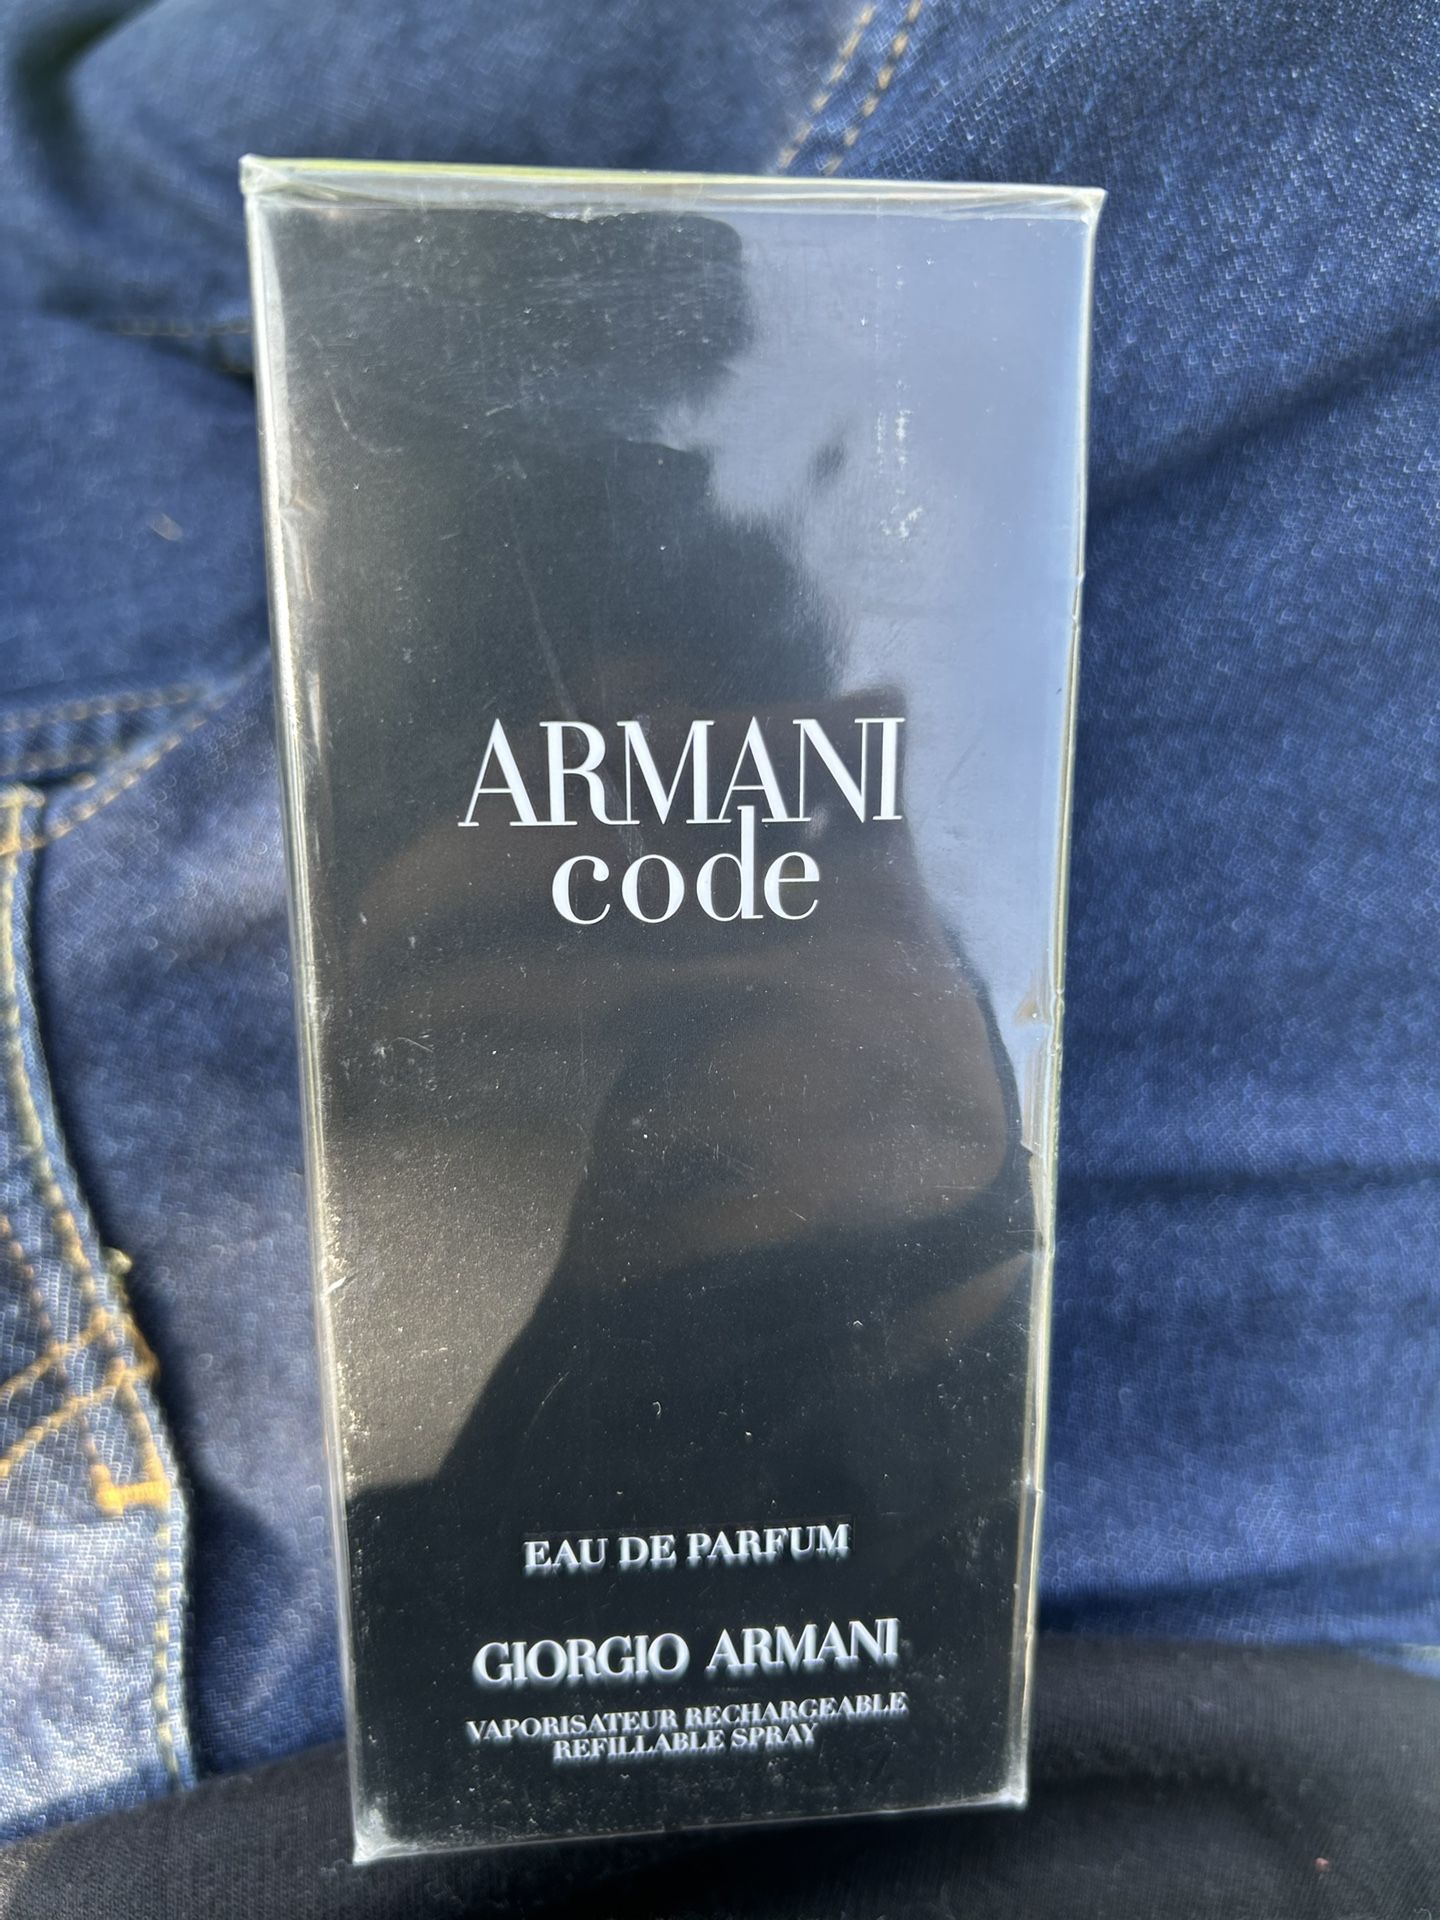 ARMANI
code
EAU DE PARFUM
GIORGIO ARMANI
VAPORISATEUR RECHARGEABLE
REFILLABLE SPRAY